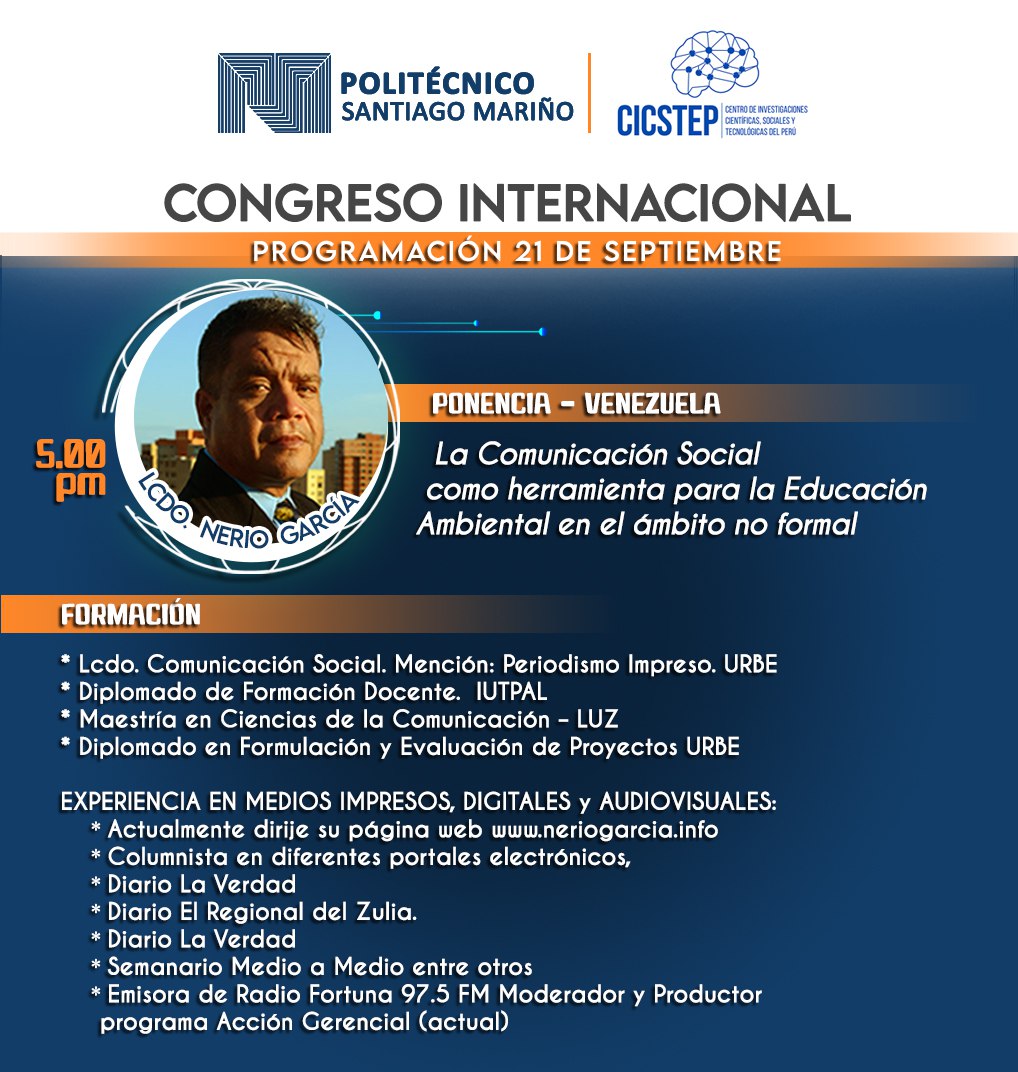 POLITÉCNICO
SANTIAGO MARIÑO
CICSTEP
CENTRO DE INVESTIGACIONES
CIENTÍFICAS, SOCIALES Y
TECNOLÓGICAS DEL PERÚ
CONGRESO INTERNACIONAL
PROGRAMACIÓN 21 DE SEPTIEMBRE
5.00
pm
LCDO. NERIO GARCÍA
PONENCIA - VENEZUELA
La Comunicación Social
como herramienta para la Educación
Ambiental en el ámbito no formal
FORMACIÓN
* Lcdo. Comunicación Social. Mención: Periodismo Impreso. URBE
* Diplomado de Formación Docente. IUTPAL
* Maestría en Ciencias de la Comunicación - LUZ
* Diplomado en Formulación y Evaluación de Proyectos URBE
EXPERIENCIA EN MEDIOS IMPRESOS, DIGITALES y AUDIOVISUALES:
* Actualmente dirije su página web www.neriogarcia.info
* Columnista en diferentes portales electrónicos,
* Diario La Verdad
* Diario El Regional del Zulia.
* Diario La Verdad
* Semanario Medio a Medio entre otros
* Emisora de Radio Fortuna 97.5 FM Moderador y Productor
programa Acción Gerencial (actual)